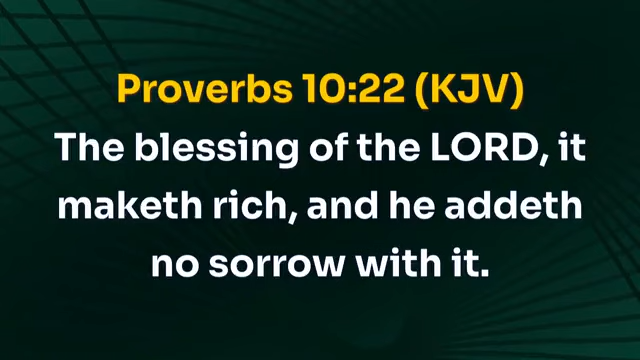 Proverbs 10:22 (KJV)
The blessing of the LORD, it
maketh rich, and he addeth
no sorrow with it.